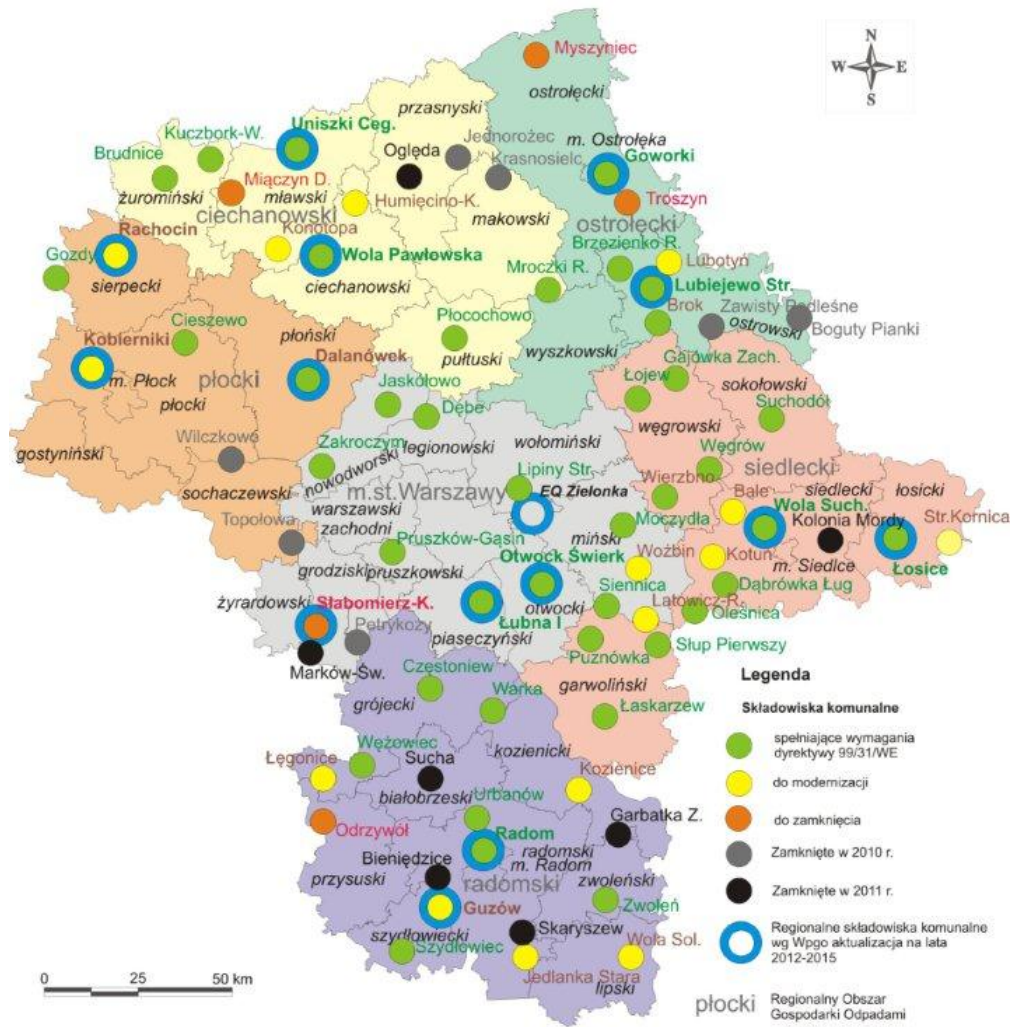 N
W E
S
Myszyniec
ostrołęcki
przasnyski
Kuczbork-W.
Uniszki Ceg.
Jednorożec
m. Ostrołęka
Brudnice
Oględa
Krasnosielc
Goworki
Miączyn D.
żuromiński
mławski
Humięcino-K.
Troszyn
ciechanowski
makowski
ostrołęcki
Rachocin
Konotopa
Brzezienko R.
Gozdy
Wola Pawłowska
Lubotyń
sierpecki
ciechanowski
Mroczki R.
Lubiejewo Str.
Brok
Zawisty Podleśne
Cieszewo
Płocochowo
ostrowski
Boguty Pianki
Kobierniki
płoński
pułtuski
wyszkowski
Dalanówek
Gajówka Zach.
m. Płock
płocki
Jaskółowo
Łojew
sokołowski
płocki
Dębe
Suchodół
węgrowski
Wilczkowo
Zakroczym
legionowski
wołomiński
gostyniński
nowodworski
Węgrów
siedlecki
sochaczewski
m.st.Warszawy
Lipiny Str.
Wierzbno
siedlecki
łosicki
warszawski
zachodni
EQ Zielonka
Bale
Wola Such.
Topołowa
Moczydła
Kolonia Mordy
Str.Kornica
Pruszków-Gąsin
miński
grodziski
pruszkowski
Otwock Świerk
Woźbin
Kotuń
m. Siedlce
Łosice
żyrardowski
Słabomierz-K.
Siennica
Dąbrówka Ług
otwocki
Latowicz-R.
Oleśnica
Petrykozy
piaseczyński
Łubna I
Marków-Św.
Puznówka
Słup Pierwszy
Częstoniew
garwoliński
grójecki
Warka
Łaskarzew
Wężowiec
kozienicki
Łęgonice
Sucha
Kozienice
białobrzeski
Urbanów
Garbatka Z.
Odrzywół
Radom
radomski
Bieniędzice
m. Radom
przysuski
radomski
zwoleński
Guzów
Zwoleń
szydłowiecki
Skaryszew
Szydłowiec
Wola Sol.
Jedlanka Stara
lipski
0 25 50 km
Legenda
Składowiska komunalne
spełniające wymagania
dyrektywy 99/31/WE
do modernizacji
do zamknięcia
Zamknięte w 2010 r.
Zamknięte w 2011 r.
Regionalne składowiska komunalne
wg Wpgo aktualizacja na lata
2012-2015
płocki
Regionalny Obszar
Gospodarki Odpadami